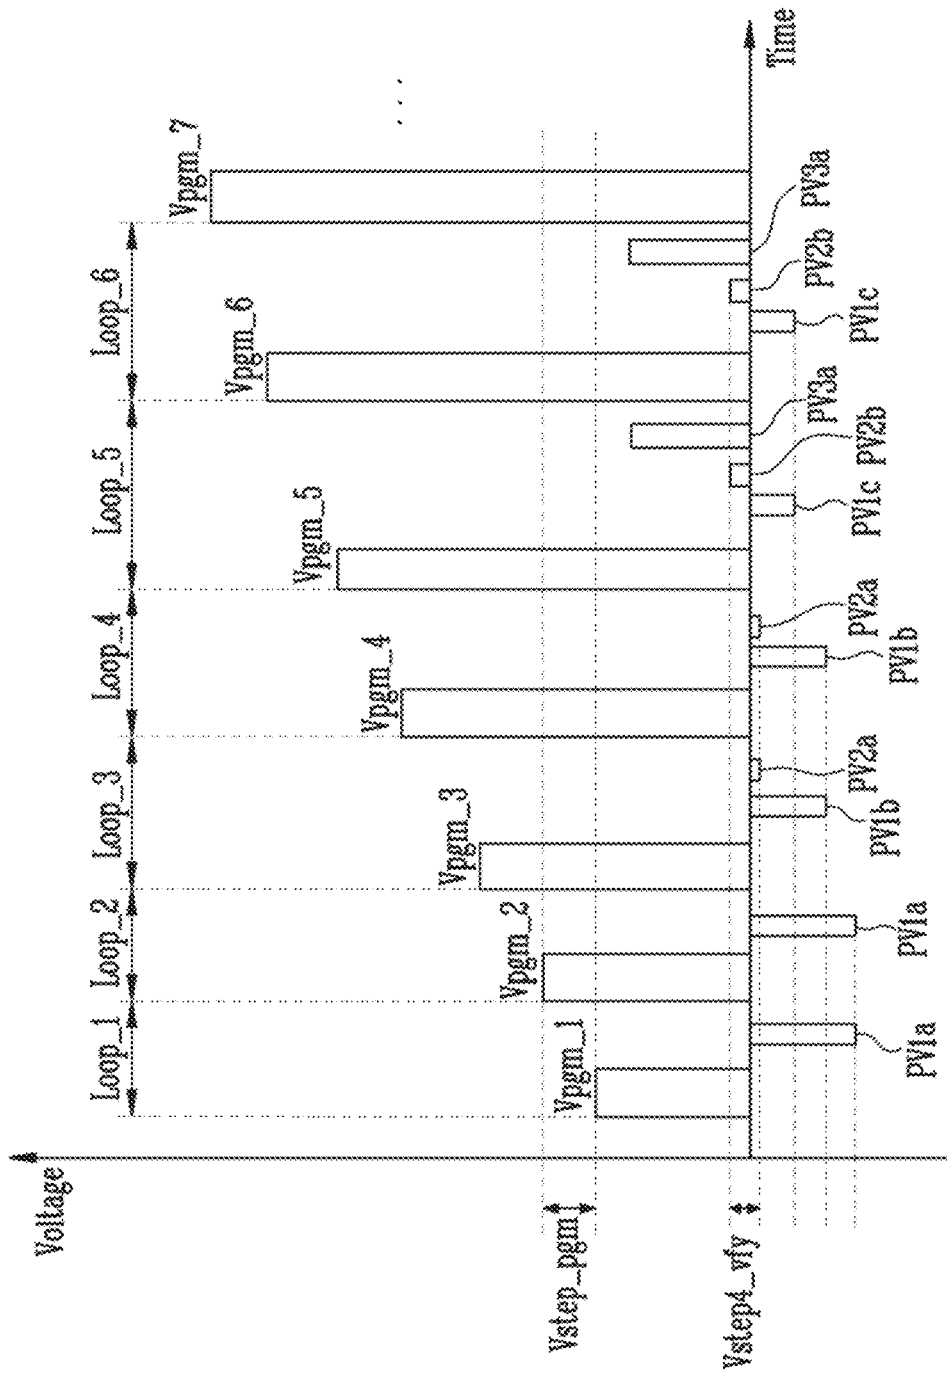 Voltage
Loop_1
Loop_2
Loop_3
Loop_4
Loop_5
Loop_6
Vpgm_1
Vpgm_2
Vpgm_3
Vpgm_4
Vpgm_5
Vpgm_6
Vpgm_7
...
Vstep_pgm
Vstep4_vfy
Time
PV1a
PV1a
PV1b
PV2a
PV1b
PV2a
PV1c
PV2b
PV3a
PV1c
PV2b
PV3a